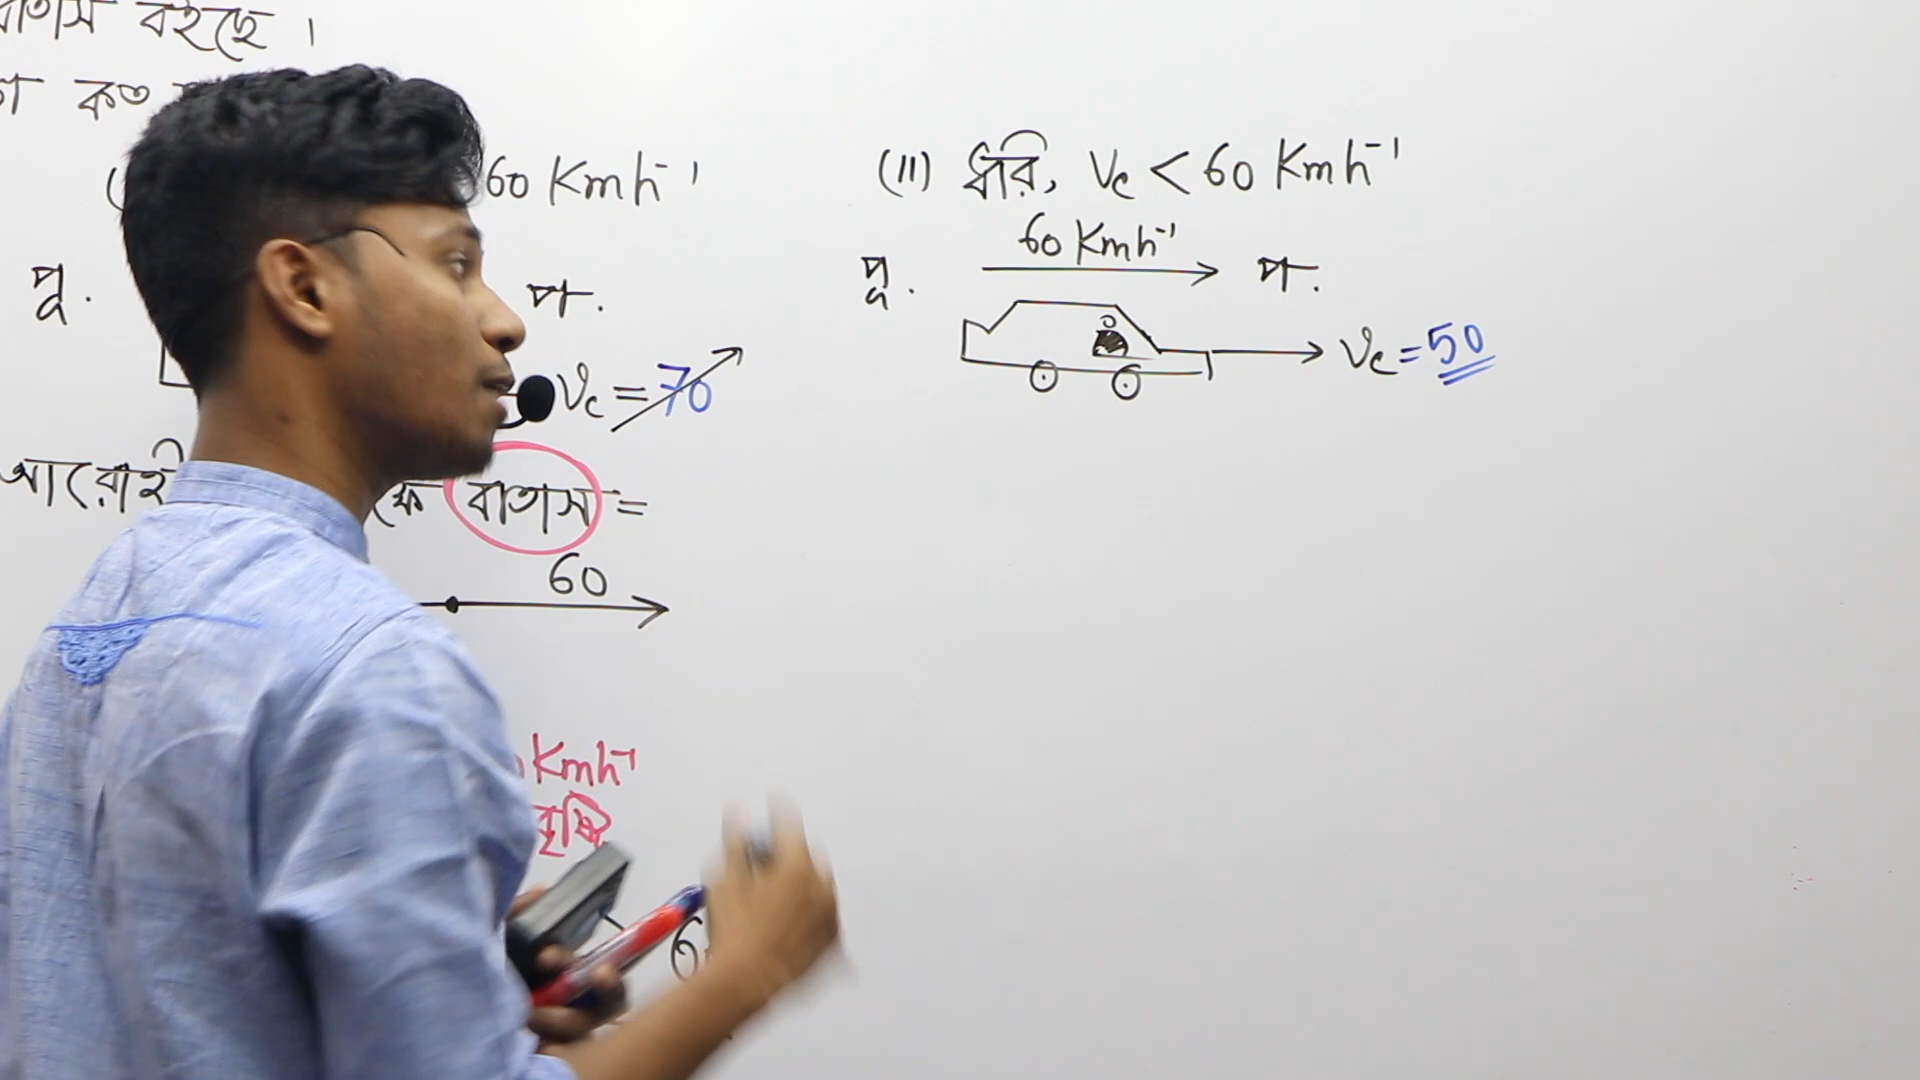 বাতাস বইছে ।
কত
60 Kmh⁻¹
পূ. প.
Vc = 70
আরোহী বাতাস =
60
Kmh⁻¹
(II) ধরি, Vc < 60 Kmh⁻¹
60 Kmh⁻¹
পূ. প.
Vc = 50